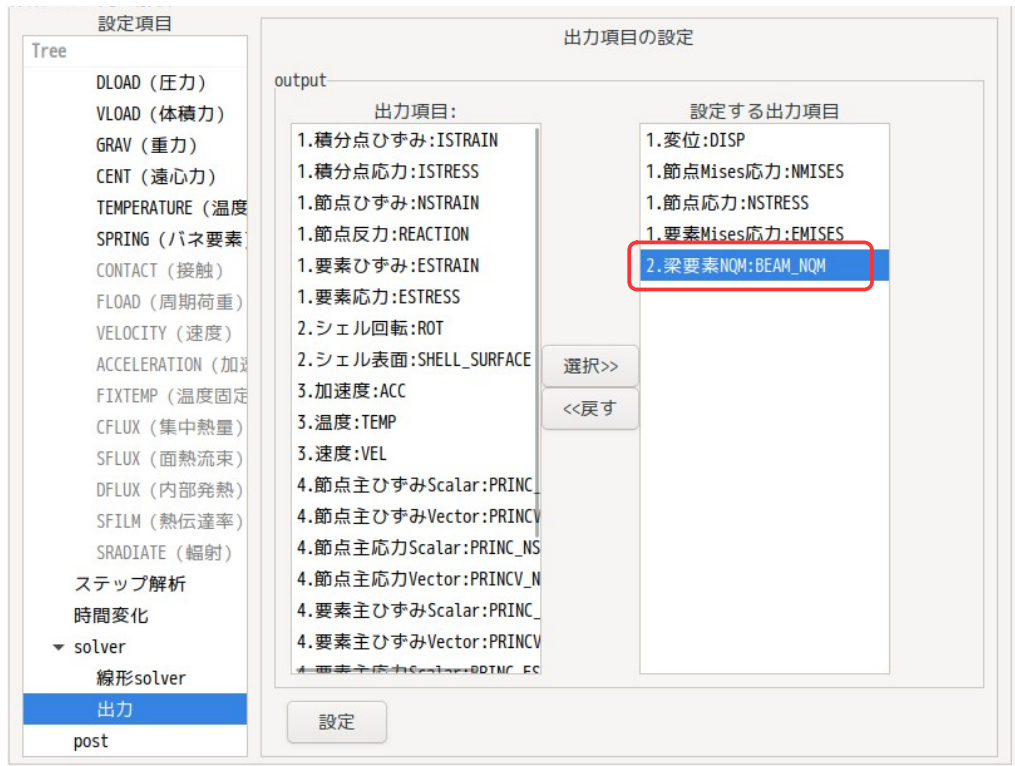 設定項目
Tree
DLOAD (圧力)
VLOAD (体積力)
GRAV (重力)
CENT (遠心力)
TEMPERATURE (温度
SPRING (バネ要素)
CONTACT (接触)
FLOAD (周期荷重)
VELOCITY (速度)
ACCELERATION (加速
FIXTEMP (温度固定
CFLUX (集中熱量)
SFLUX (面熱流束)
DFLUX (内部発熱)
SFILM (熱伝達率)
SRADIATE (輻射)
ステップ解析
時間変化
solver
線形solver
出力
post
出力項目の設定
output
出力項目:
1.積分点ひずみ:ISTRAIN
1.積分点応力:ISTRESS
1.節点ひずみ:NSTRAIN
1.節点反力:REACTION
1.要素ひずみ:ESTRAIN
1.要素応力:ESTRESS
2.シェル回転:ROT
2.シェル表面:SHELL_SURFACE
3.加速度:ACC
3.温度:TEMP
3.速度:VEL
4.節点主ひずみScalar:PRINC_
4.節点主ひずみVector:PRINCV
4.節点主応力Scalar:PRINC_NS
4.節点主応力Vector:PRINCV_N
4.要素主ひずみScalar:PRINC_
4.要素主ひずみVector:PRINCV
4.要素主応力Scalar:PRINC_ES
選択>>
<<戻す
設定する出力項目
1.変位:DISP
1.節点Mises応力:NMISES
1.節点応力:NSTRESS
1.要素Mises応力:EMISES
2.梁要素NQM:BEAM_NQM
設定